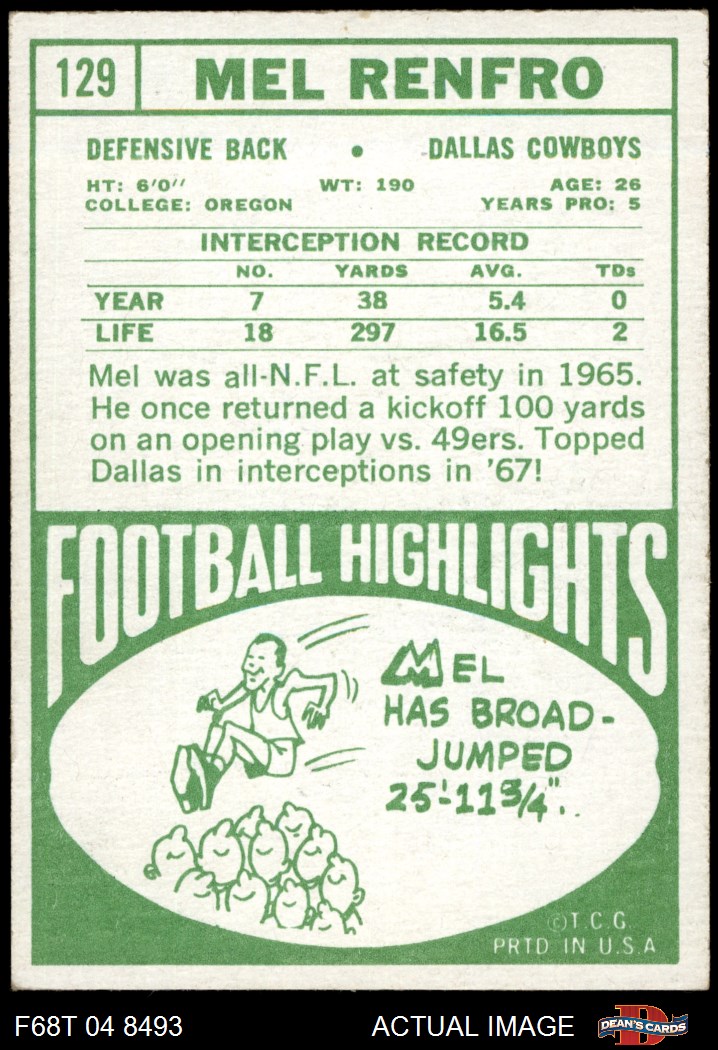 129 MEL RENFRO
DEFENSIVE BACK • DALLAS COWBOYS
HT: 6'0" WT: 190 AGE: 26
COLLEGE: OREGON YEARS PRO: 5
INTERCEPTION RECORD
NO. YARDS AVG. TDs
YEAR 7 38 5.4 0
LIFE 18 297 16.5 2
Mel was all-N.F.L. at safety in 1965.
He once returned a kickoff 100 yards
on an opening play vs. 49ers. Topped
Dallas in interceptions in '67!
FOOTBALL HIGHLIGHTS
MEL
HAS BROAD-
JUMPED
25'-11 3/4".
©T.C.G.
PRTD IN U.S.A
F68T 04 8493 ACTUAL IMAGE D DEAN'S CARDS